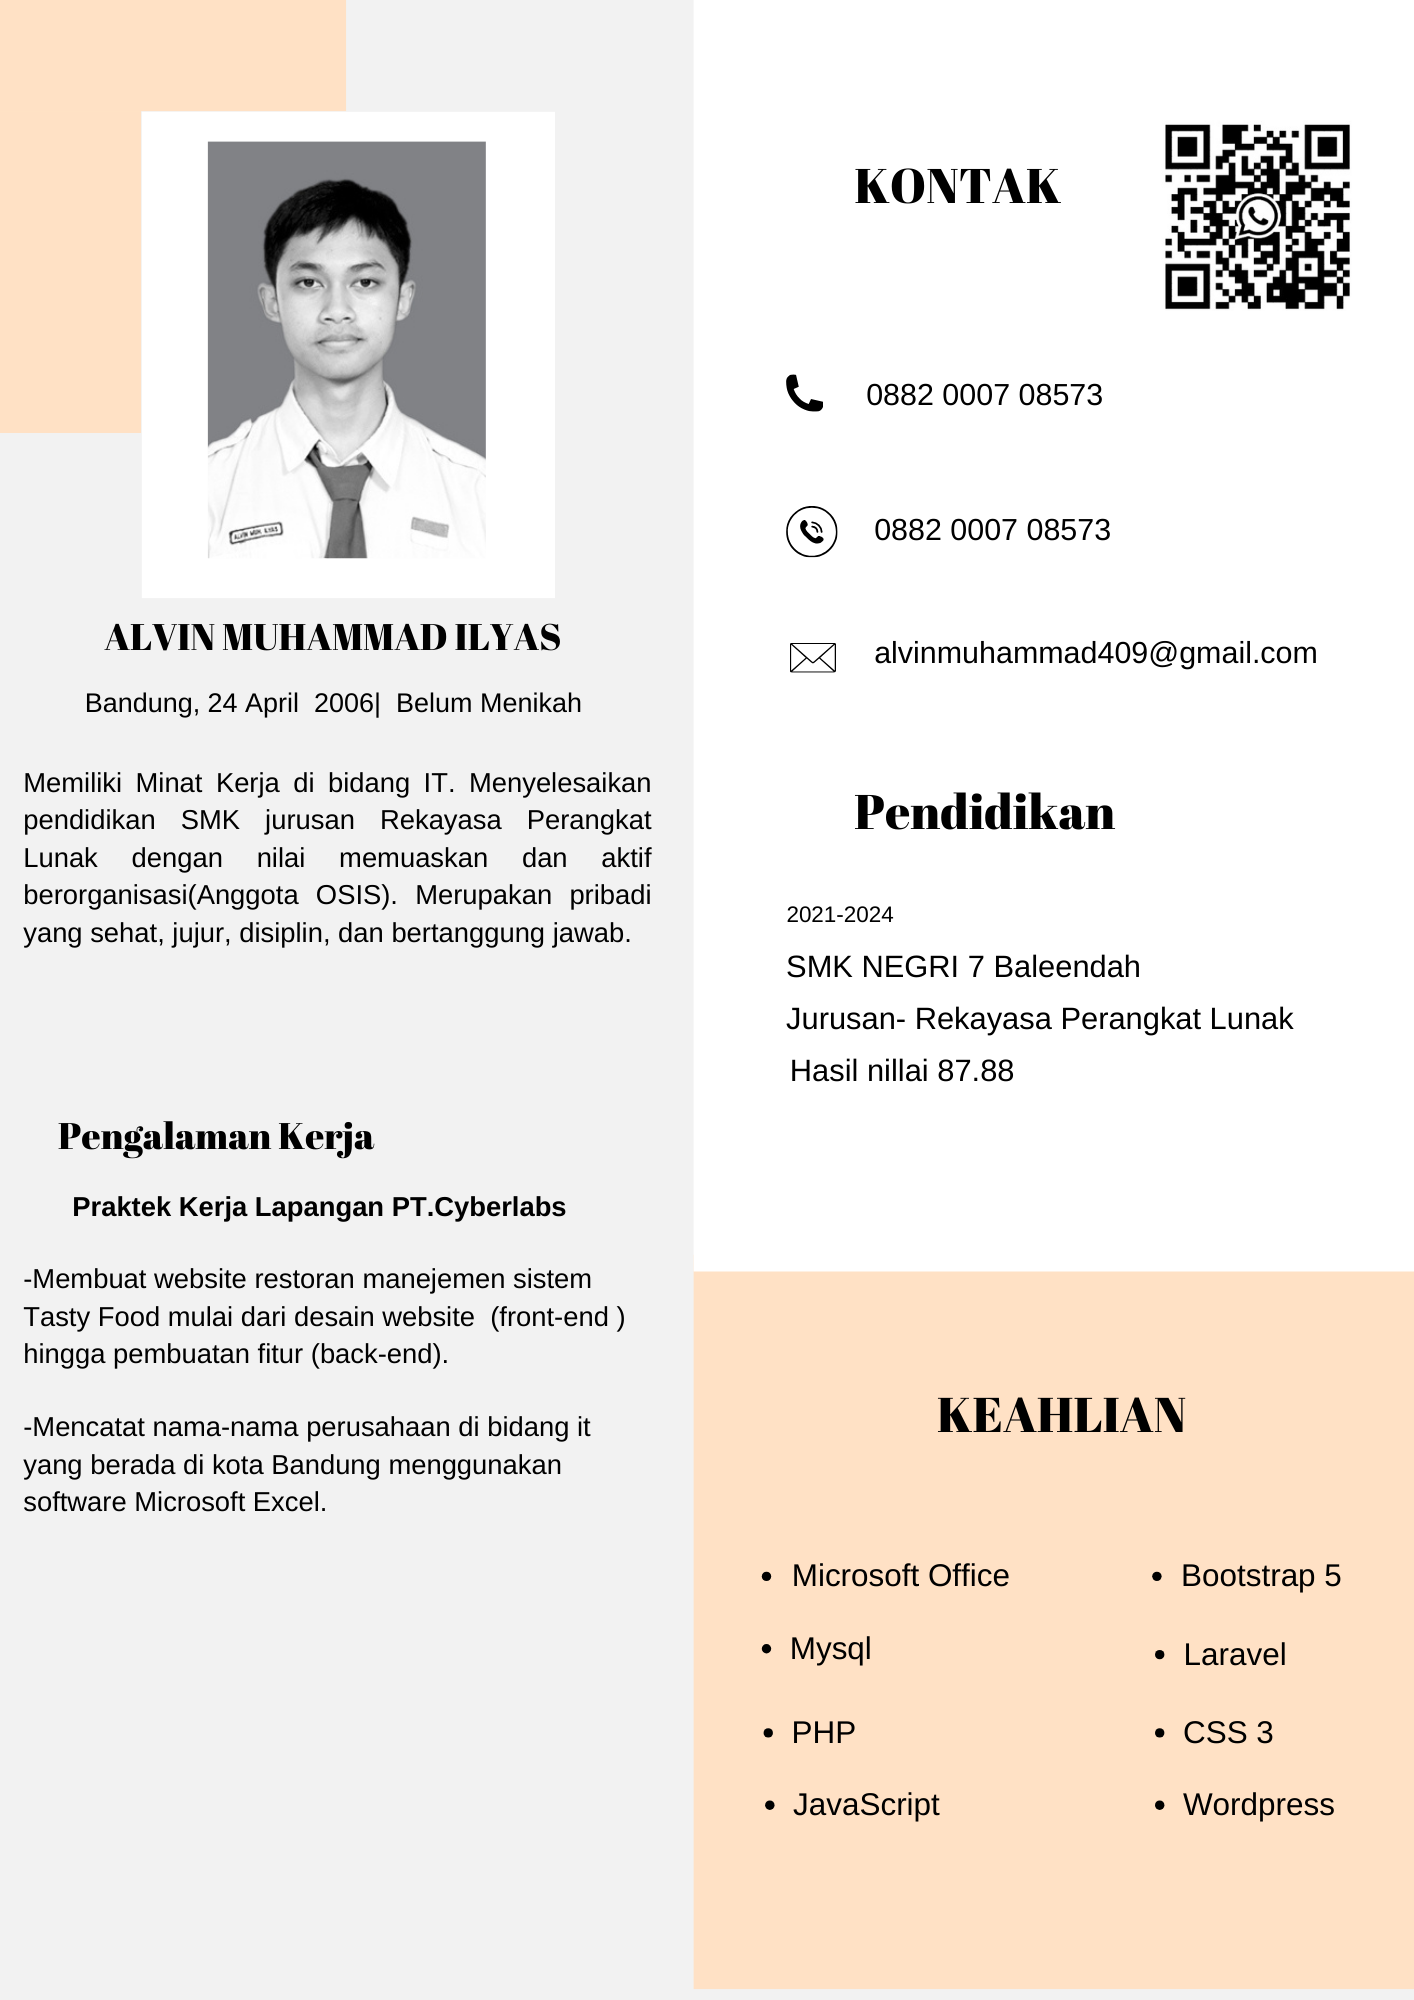 ALVIN MUH. ILYAS
ALVIN MUHAMMAD ILYAS
Bandung, 24 April  2006|  Belum Menikah
Memiliki Minat Kerja di bidang IT. Menyelesaikan
pendidikan SMK jurusan Rekayasa Perangkat
Lunak dengan nilai memuaskan dan aktif
berorganisasi(Anggota OSIS). Merupakan pribadi
yang sehat, jujur, disiplin, dan bertanggung jawab.
Pengalaman Kerja
Praktek Kerja Lapangan PT.Cyberlabs
-Membuat website restoran manejemen sistem
Tasty Food mulai dari desain website  (front-end )
hingga pembuatan fitur (back-end).
-Mencatat nama-nama perusahaan di bidang it
yang berada di kota Bandung menggunakan
software Microsoft Excel.
KONTAK
0882 0007 08573
0882 0007 08573
alvinmuhammad409@gmail.com
Pendidikan
2021-2024
SMK NEGRI 7 Baleendah
Jurusan- Rekayasa Perangkat Lunak
Hasil nillai 87.88
KEAHLIAN
• Microsoft Office
• Mysql
• PHP
• JavaScript
• Bootstrap 5
• Laravel
• CSS 3
• Wordpress